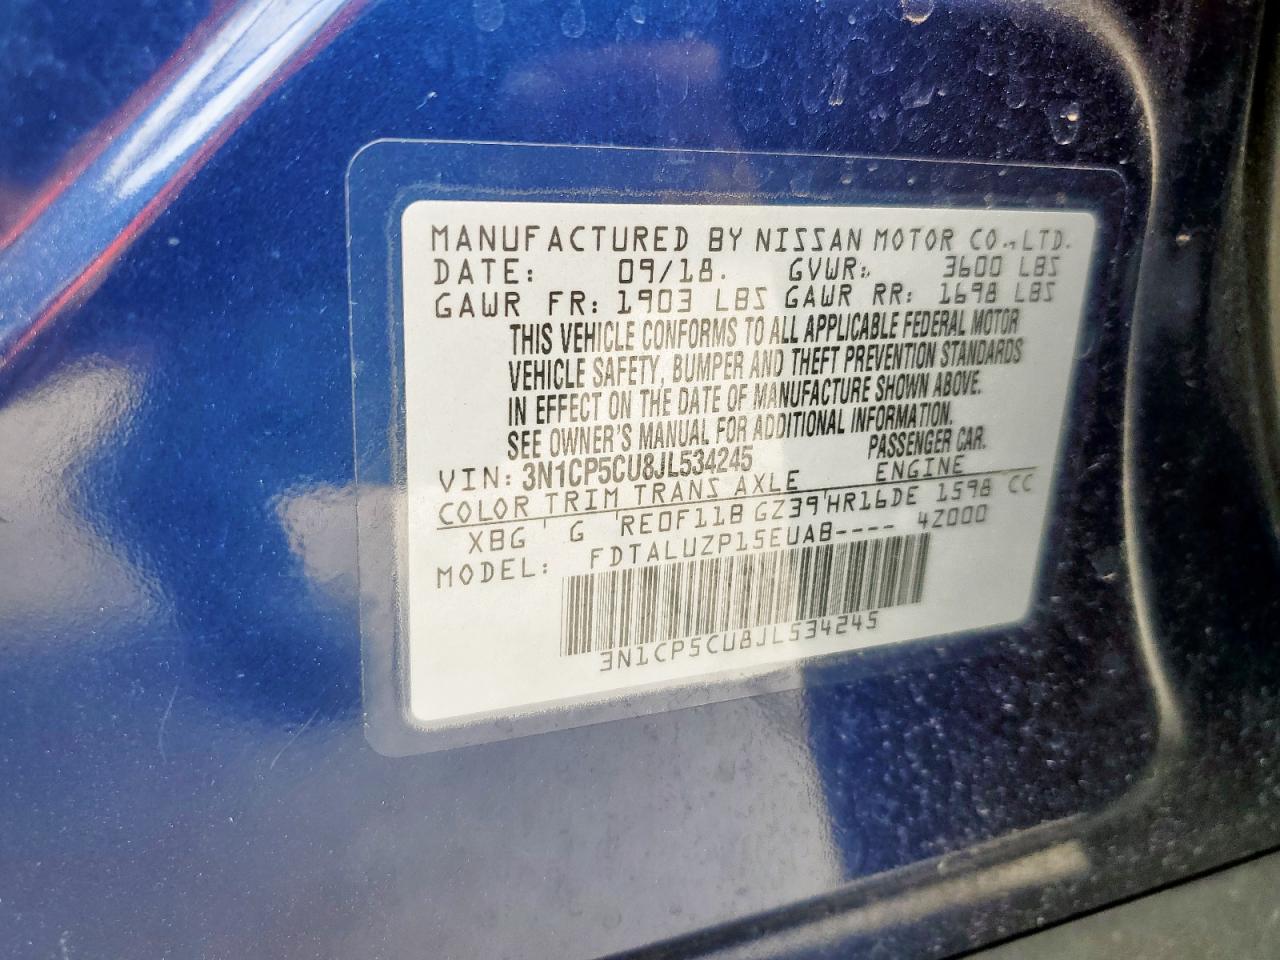 MANUFACTURED BY NISSAN MOTOR CO., LTD.
DATE: 09/18. GVWR: 3600 LBS
GAWR FR: 1903 LBS GAWR RR: 1698 LBS
THIS VEHICLE CONFORMS TO ALL APPLICABLE FEDERAL MOTOR
VEHICLE SAFETY, BUMPER AND THEFT PREVENTION STANDARDS
IN EFFECT ON THE DATE OF MANUFACTURE SHOWN ABOVE.
SEE OWNER'S MANUAL FOR ADDITIONAL INFORMATION.
VIN: 3N1CP5CU8JL534245 PASSENGER CAR.
COLOR TRIM TRANS AXLE ENGINE
XBG G RE0F11B GZ39 HR16DE 1598 CC
MODEL: FDTALUZP15EUAB---- 4Z000
3N1CP5CU8JL534245